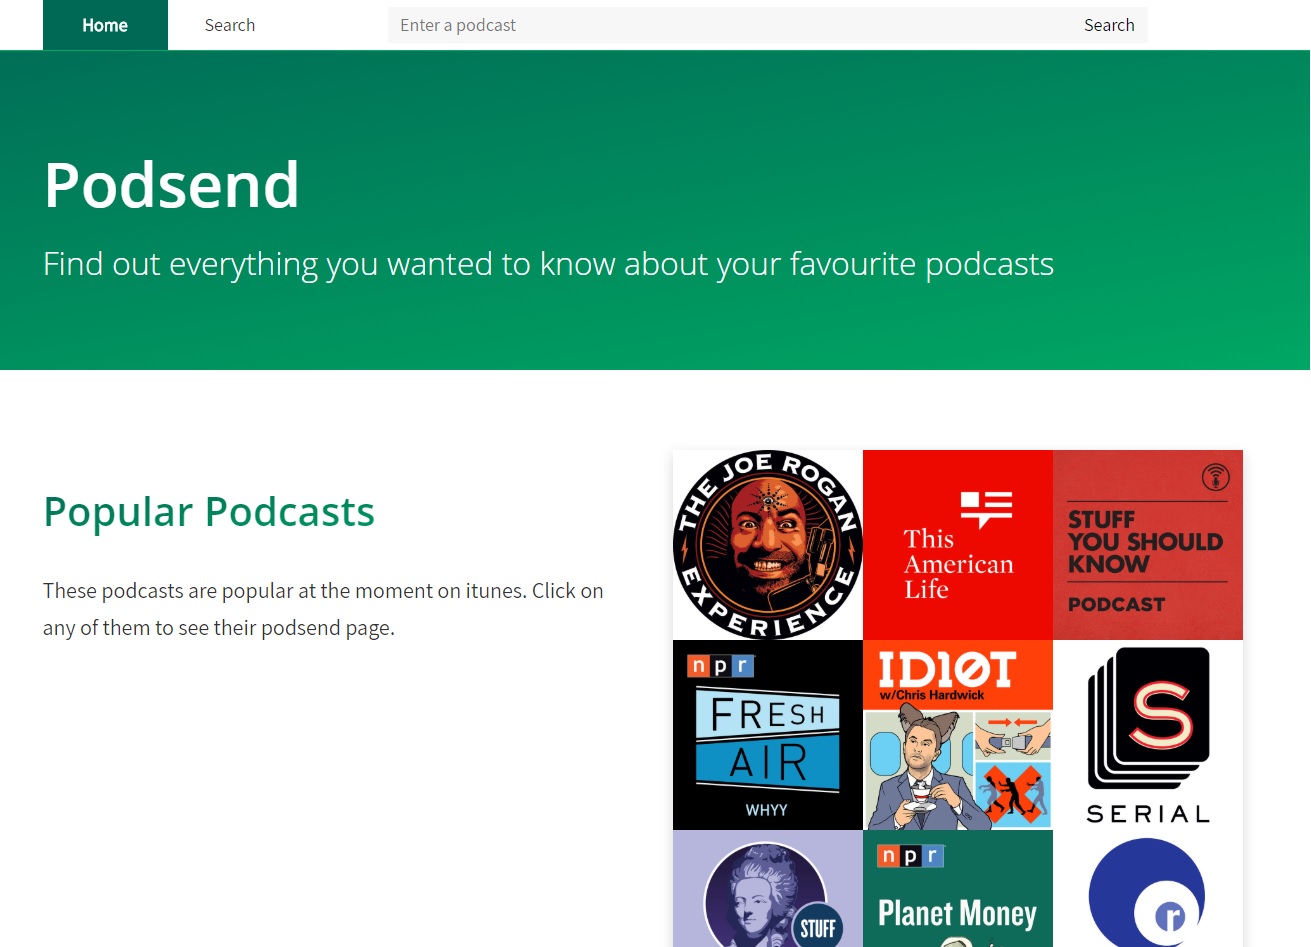 Home
Search
Enter a podcast
Search
Podsend
Find out everything you wanted to know about your favourite podcasts
Popular Podcasts
These podcasts are popular at the moment on itunes. Click on
any of them to see their podsend page.
THE JOE ROGAN
EXPERIENCE
This
American
Life
STUFF
YOU SHOULD
KNOW
PODCAST
npr
FRESH
AIR
WHYY
ID10T
w/Chris Hardwick
S
SERIAL
STUFF
npr
Planet Money
r